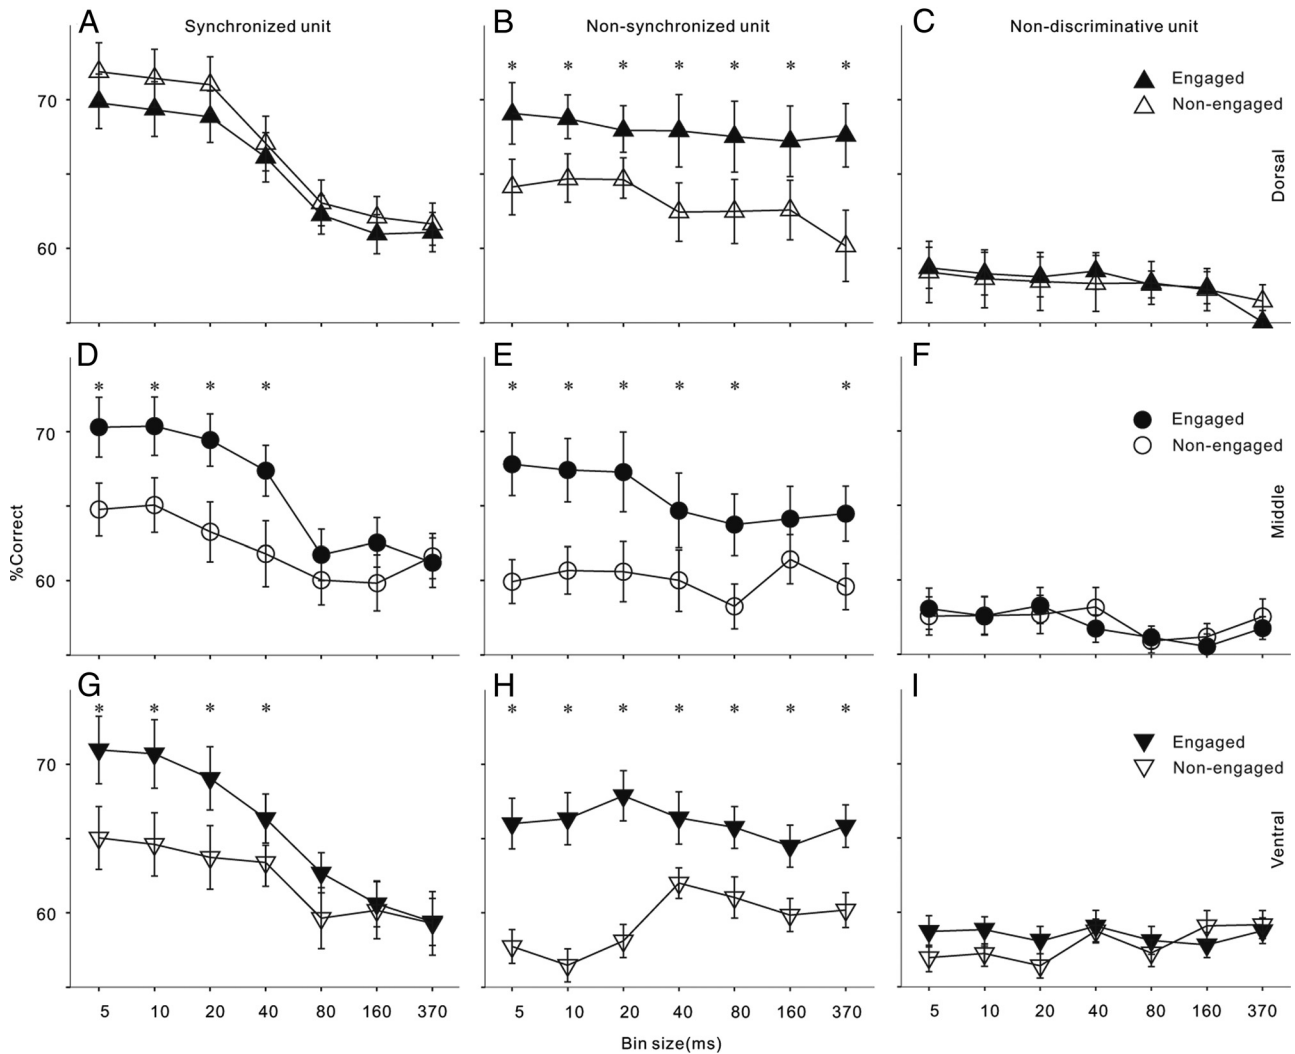 A Synchronized unit
B Non-synchronized unit
C Non-discriminative unit
* * * * * * *
Engaged
Non-engaged
70
60
Dorsal
D
E
F
* * * *
* * * * * *
Engaged
Non-engaged
70
60
Middle
%Correct
G
H
I
* * * *
* * * * * * *
Engaged
Non-engaged
70
60
Ventral
5 10 20 40 80 160 370
5 10 20 40 80 160 370
5 10 20 40 80 160 370
Bin size(ms)